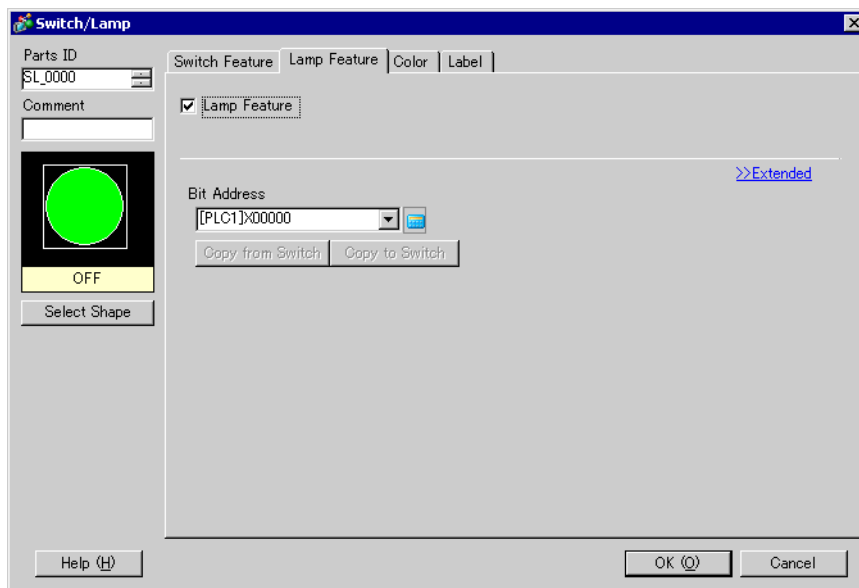 Switch/Lamp
Parts ID
SL_0000
Comment
OFF
Select Shape
Switch Feature
Lamp Feature
Color
Label
Lamp Feature
>>Extended
Bit Address
[PLC1]X00000
Copy from Switch
Copy to Switch
Help (H)
OK (O)
Cancel